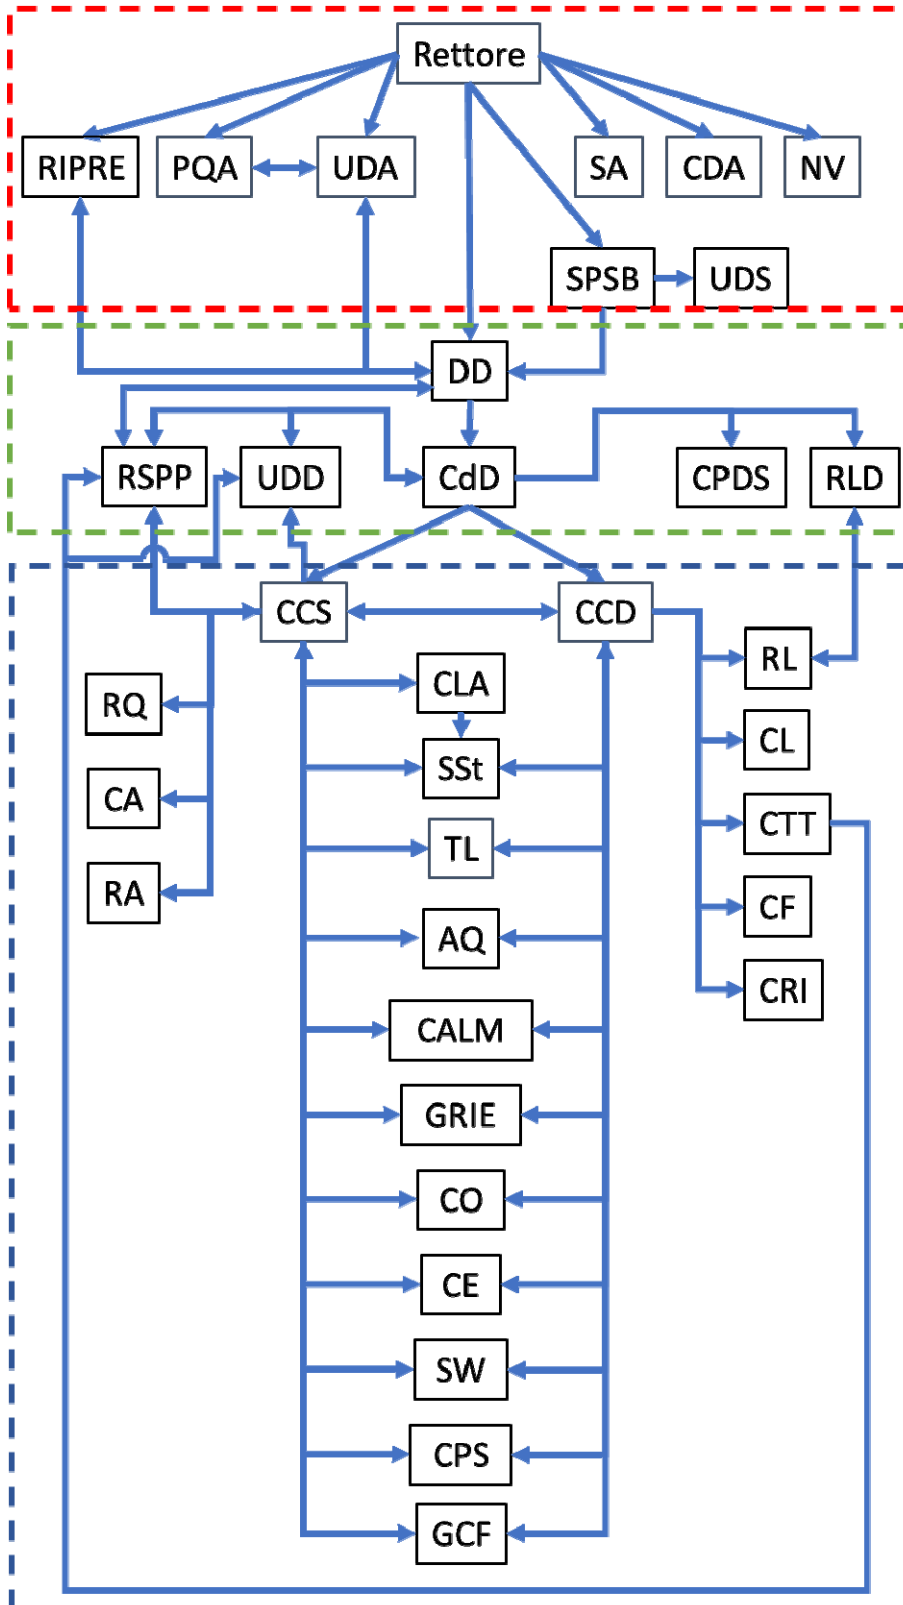 Rettore
RIPRE PQA UDA SA CDA NV
SPSB UDS
DD
RSPP UDD CdD CPDS RLD
CCS CCD
RL
CLA
RQ
CL
SSt
CA
CTT
TL
RA
CF
AQ
CRI
CALM
GRIE
CO
CE
SW
CPS
GCF